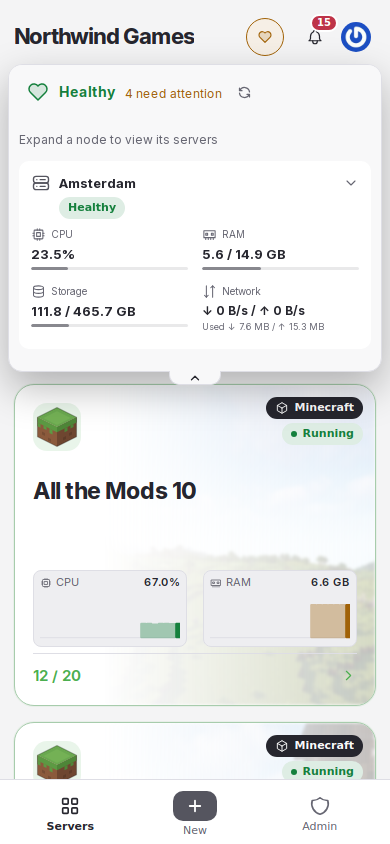 Northwind Games
15
Healthy 4 need attention
Expand a node to view its servers
Amsterdam
Healthy
CPU
23.5%
RAM
5.6 / 14.9 GB
Storage
111.8 / 465.7 GB
Network
↓ 0 B/s / ↑ 0 B/s
Used ↓ 7.6 MB / ↑ 15.3 MB
Minecraft
Running
All the Mods 10
CPU 67.0%
RAM 6.6 GB
12 / 20
Minecraft
Running
Servers
New
Admin